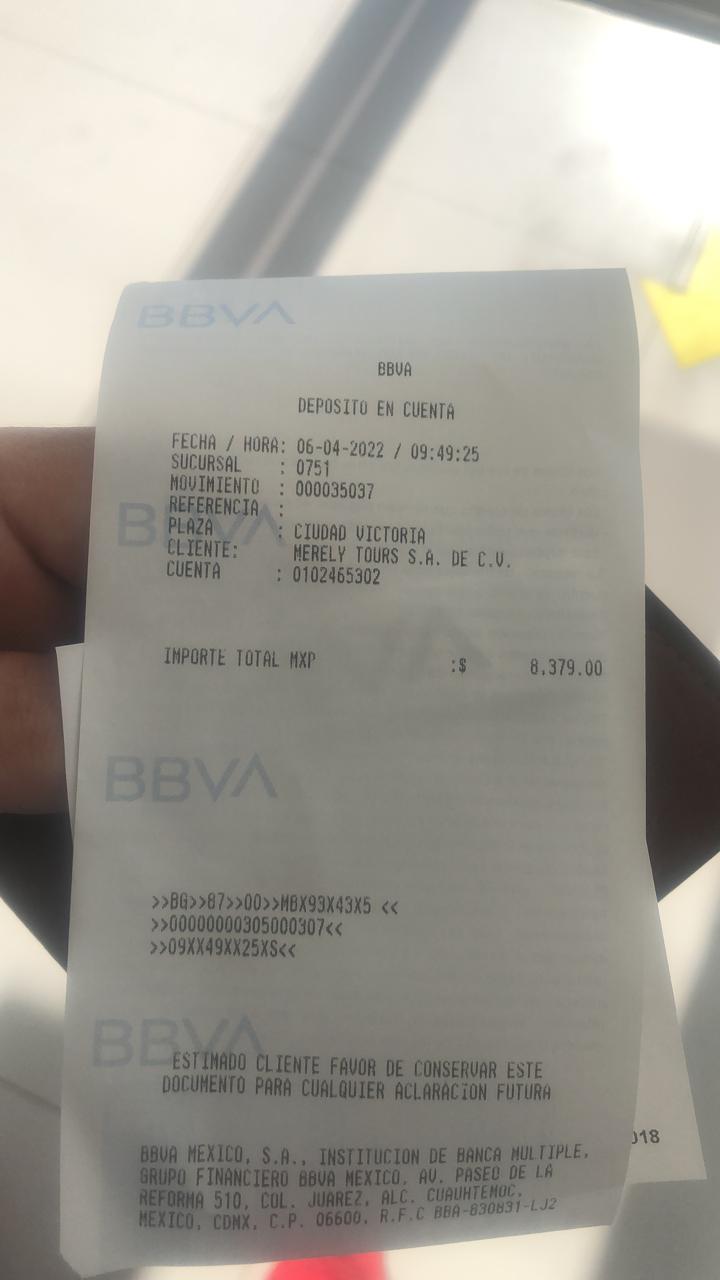 BBVA
BBVA
DEPOSITO EN CUENTA
FECHA / HORA: 06-04-2022 / 09:49:25
SUCURSAL : 0751
MOVIMIENTO : 000035037
REFERENCIA :
BBVA
PLAZA : CIUDAD VICTORIA
CLIENTE: MERELY TOURS S.A. DE C.V.
CUENTA : 0102465302
IMPORTE TOTAL MXP :$ 8,379.00
BBVA
>>BG>>87>>00>>MBX93X43X5 <<
>>00000000305000307<<
>>09XX49XX25XS<<
BBVA
ESTIMADO CLIENTE FAVOR DE CONSERVAR ESTE
DOCUMENTO PARA CUALQUIER ACLARACION FUTURA
018
BBVA MEXICO, S.A., INSTITUCION DE BANCA MULTIPLE,
GRUPO FINANCIERO BBVA MEXICO. AV. PASEO DE LA
REFORMA 510, COL. JUAREZ, ALC. CUAUHTEMOC,
MEXICO, CDMX, C.P. 06600, R.F.C BBA-830831-LJ2